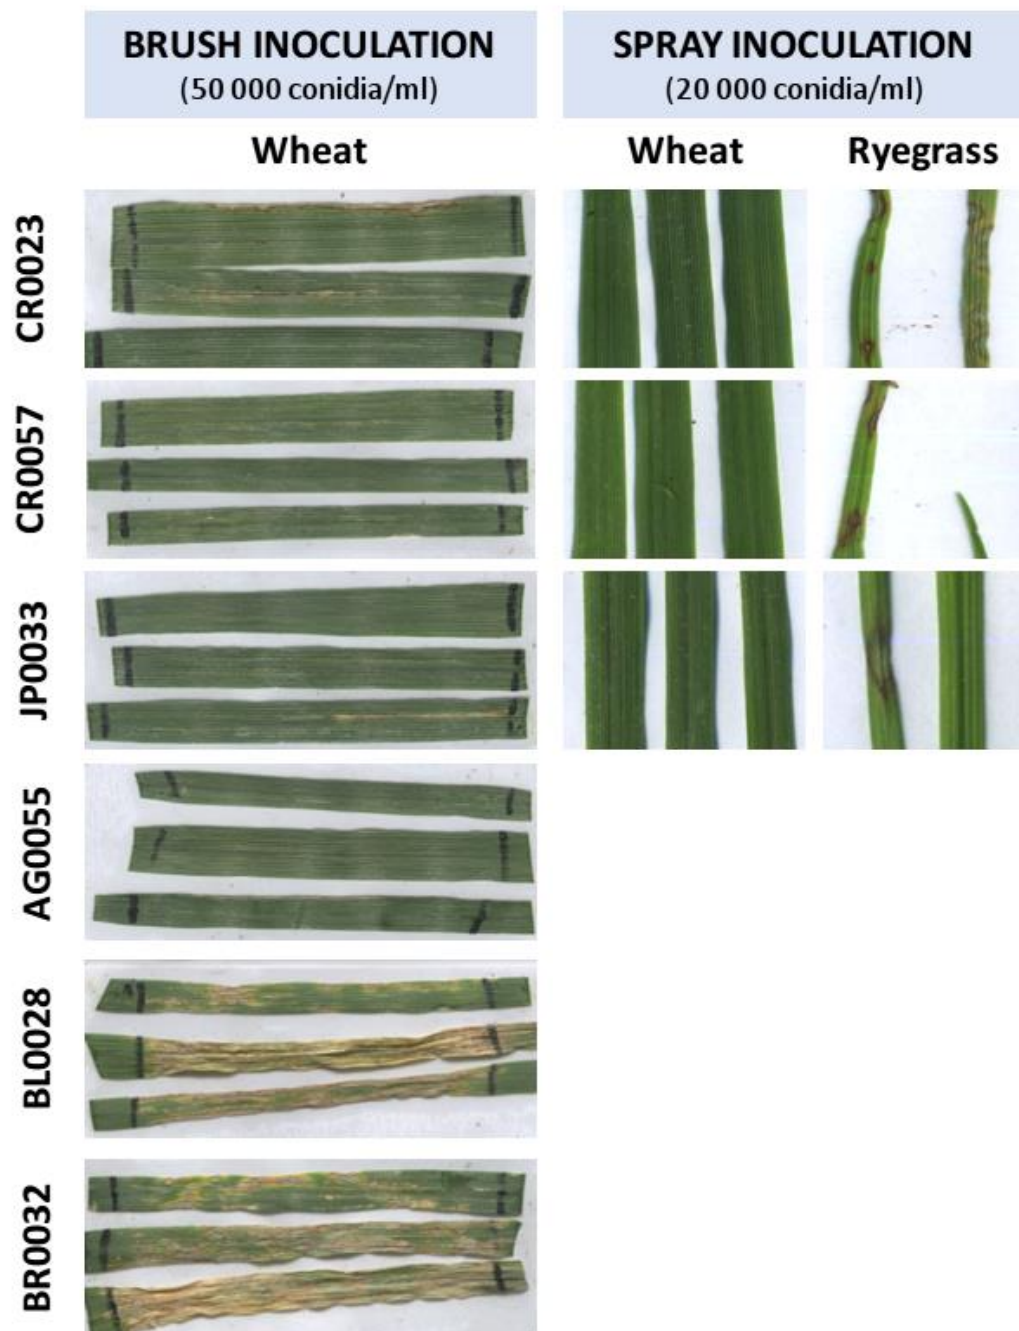 BRUSH INOCULATION
(50 000 conidia/ml)
SPRAY INOCULATION
(20 000 conidia/ml)
Wheat
Wheat
Ryegrass
CR0023
CR0057
JP0033
AG0055
BL0028
BR0032